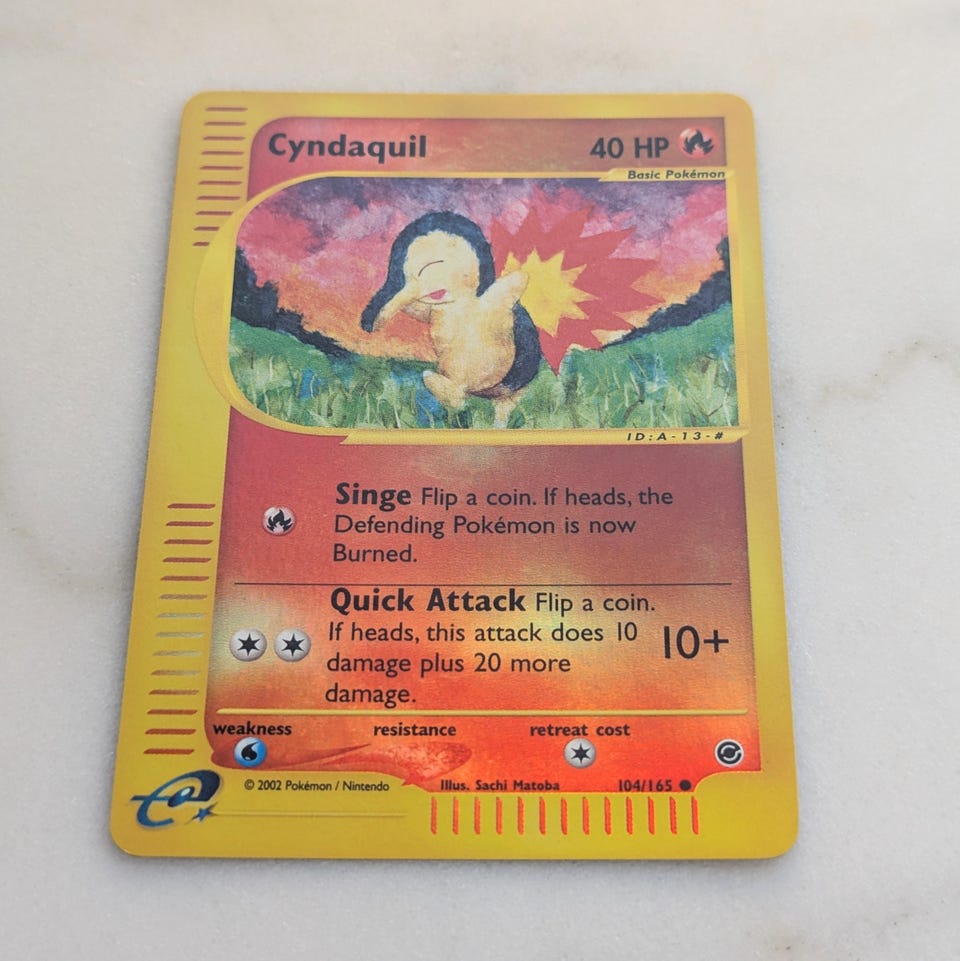 Cyndaquil 40 HP
Basic Pokémon
ID:A-13-#
Singe Flip a coin. If heads, the
Defending Pokémon is now
Burned.
Quick Attack Flip a coin.
If heads, this attack does 10
damage plus 20 more
damage.
10+
weakness resistance retreat cost
© 2002 Pokémon / Nintendo Illus. Sachi Matoba 104/165
e